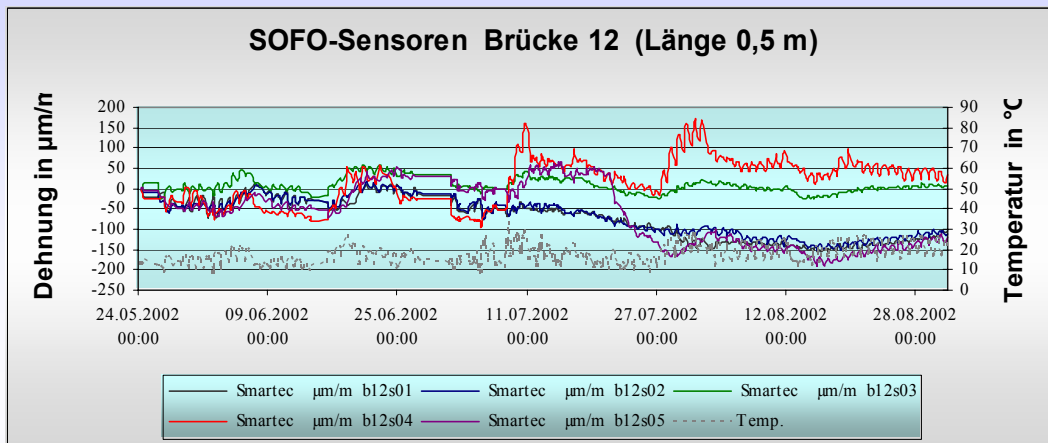 SOFO-Sensoren Brücke 12 (Länge 0,5 m)
Dehnung in µm/m
200
150
100
50
0
-50
-100
-150
-200
-250
90
80
70
60
50
40
30
20
10
0
Temperatur in °C
24.05.2002 09.06.2002 25.06.2002 11.07.2002 27.07.2002 12.08.2002 28.08.2002
00:00 00:00 00:00 00:00 00:00 00:00 00:00
Smartec µm/m b12s01 Smartec µm/m b12s02 Smartec µm/m b12s03
Smartec µm/m b12s04 Smartec µm/m b12s05 Temp.